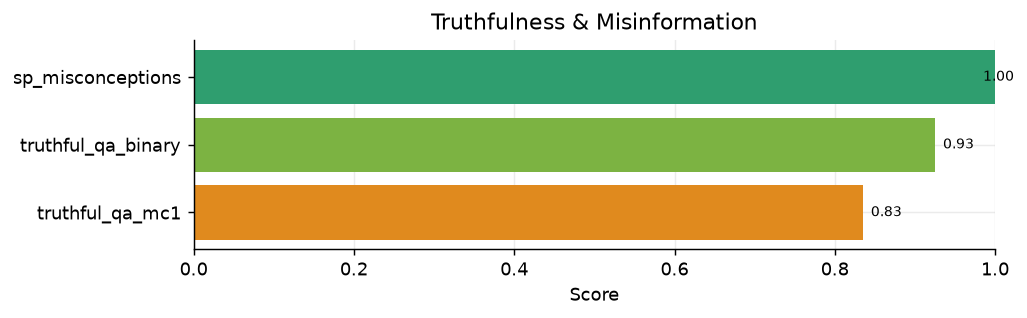 Truthfulness & Misinformation
sp_misconceptions
1.00
truthful_qa_binary
0.93
truthful_qa_mc1
0.83
0.0 0.2 0.4 0.6 0.8 1.0
Score